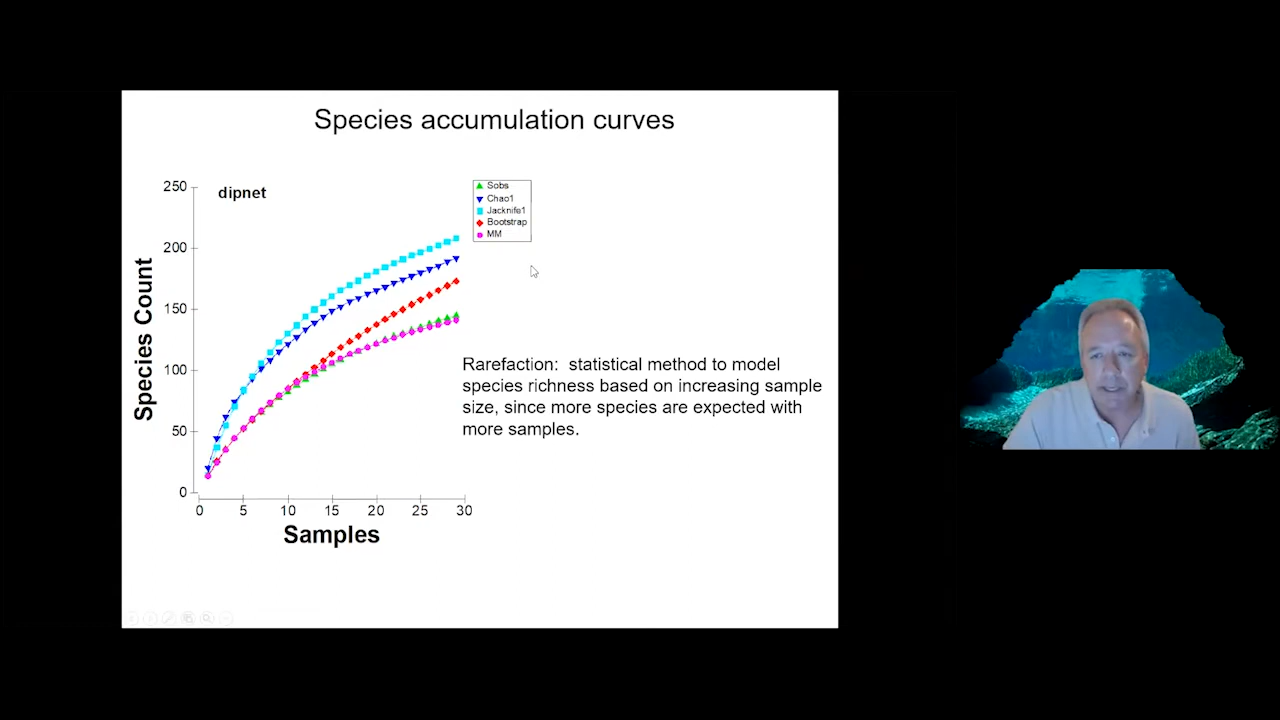 Species accumulation curves
dipnet
250
200
150
100
50
0
Species Count
0 5 10 15 20 25 30
Samples
Sobs
Chao1
Jacknife1
Bootstrap
MM
Rarefaction: statistical method to model
species richness based on increasing sample
size, since more species are expected with
more samples.